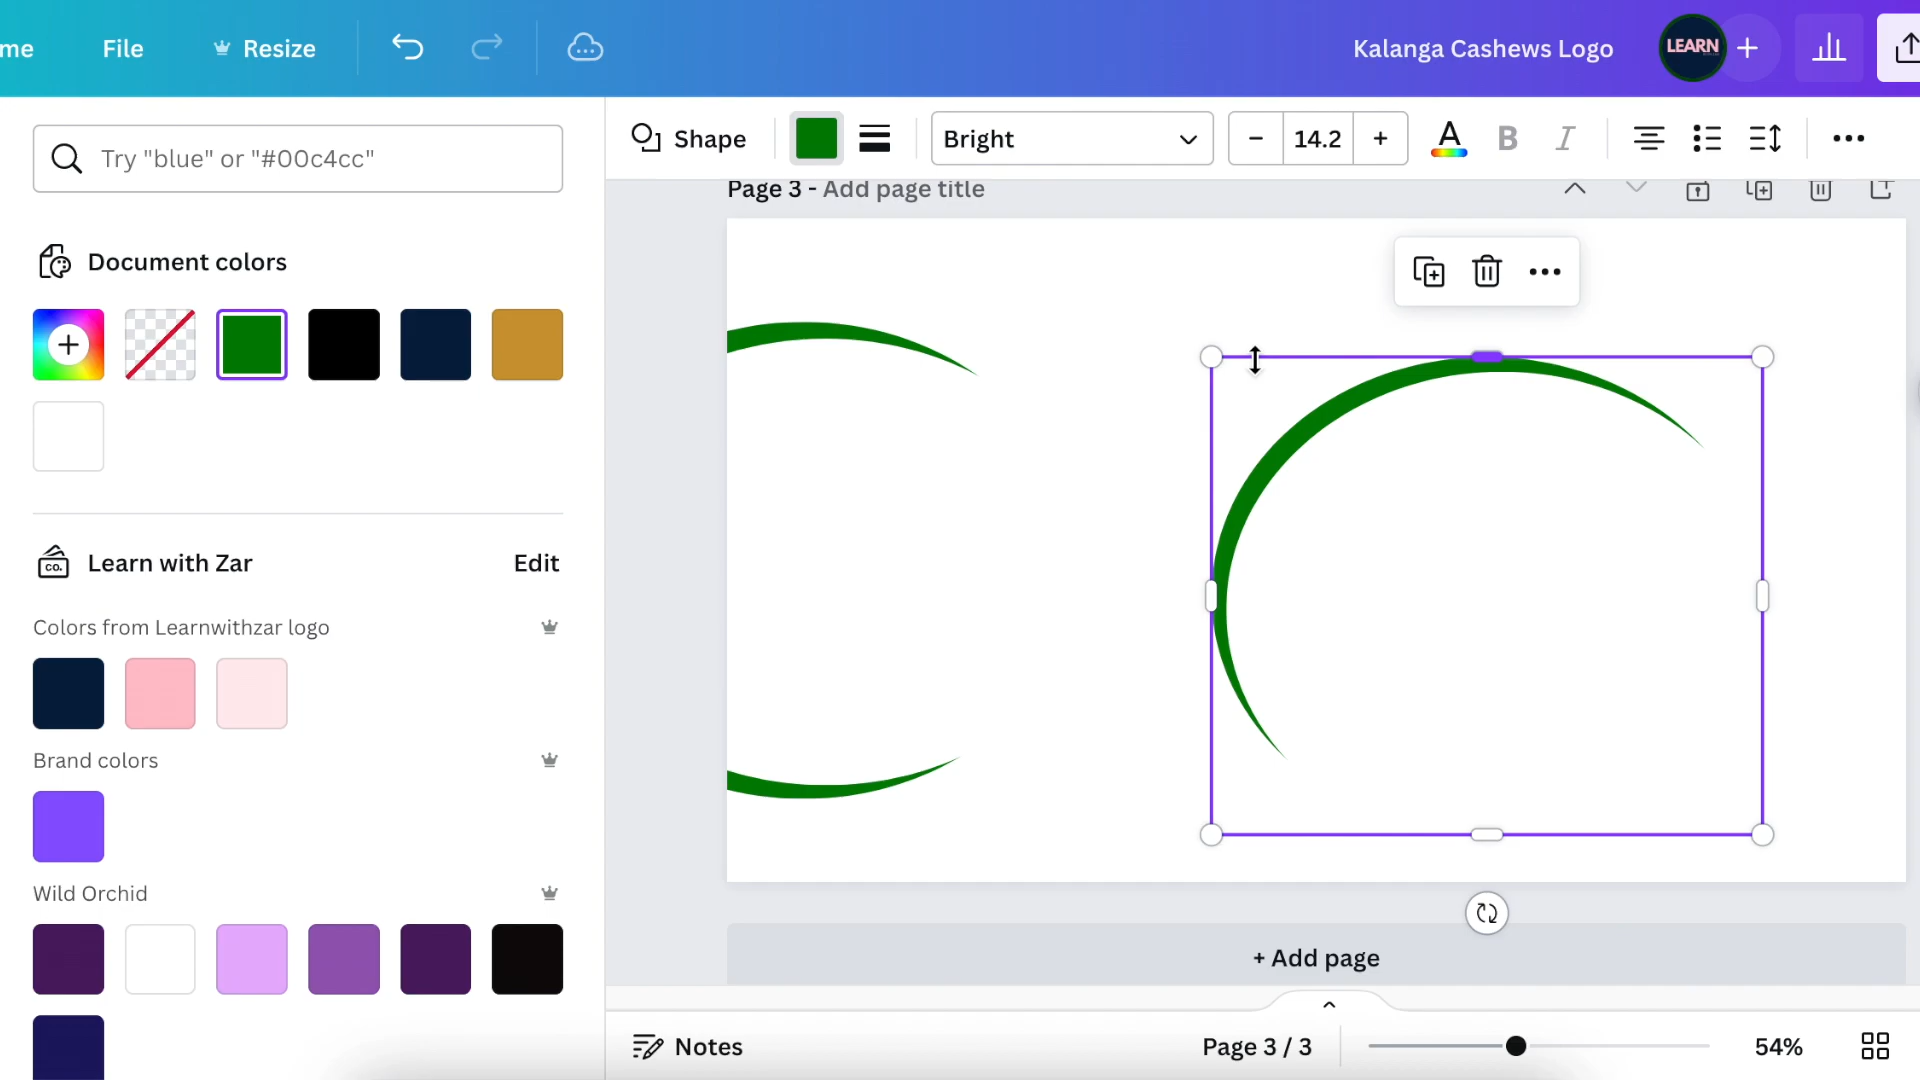 me File Resize Kalanga Cashews Logo LEARN
Try "blue" or "#00c4cc" Shape Bright 14.2 A B I
Page 3 - Add page title
Document colors
co. Learn with Zar Edit
Colors from Learnwithzar logo
Brand colors
Wild Orchid
+ Add page
Notes Page 3 / 3 54%